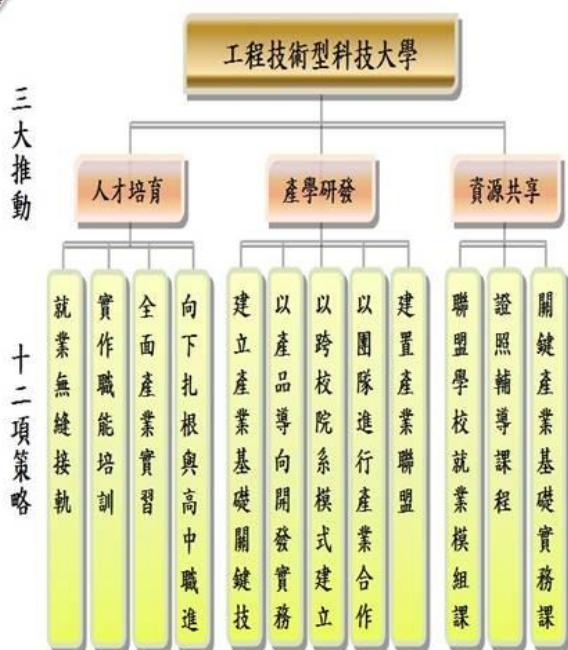 工程技術型科技大學
三大推動
人才培育
產學研發
資源共享
十二項策略
就業無縫接軌
實作職能培訓
全面產業實習
向下扎根與高中職進
建立產業基礎關鍵技
以產品導向開發實務
以跨校院系模式建立
以團隊進行產業合作
建置產業聯盟
聯盟學校就業模組課
證照輔導課程
關鍵產業基礎實務課